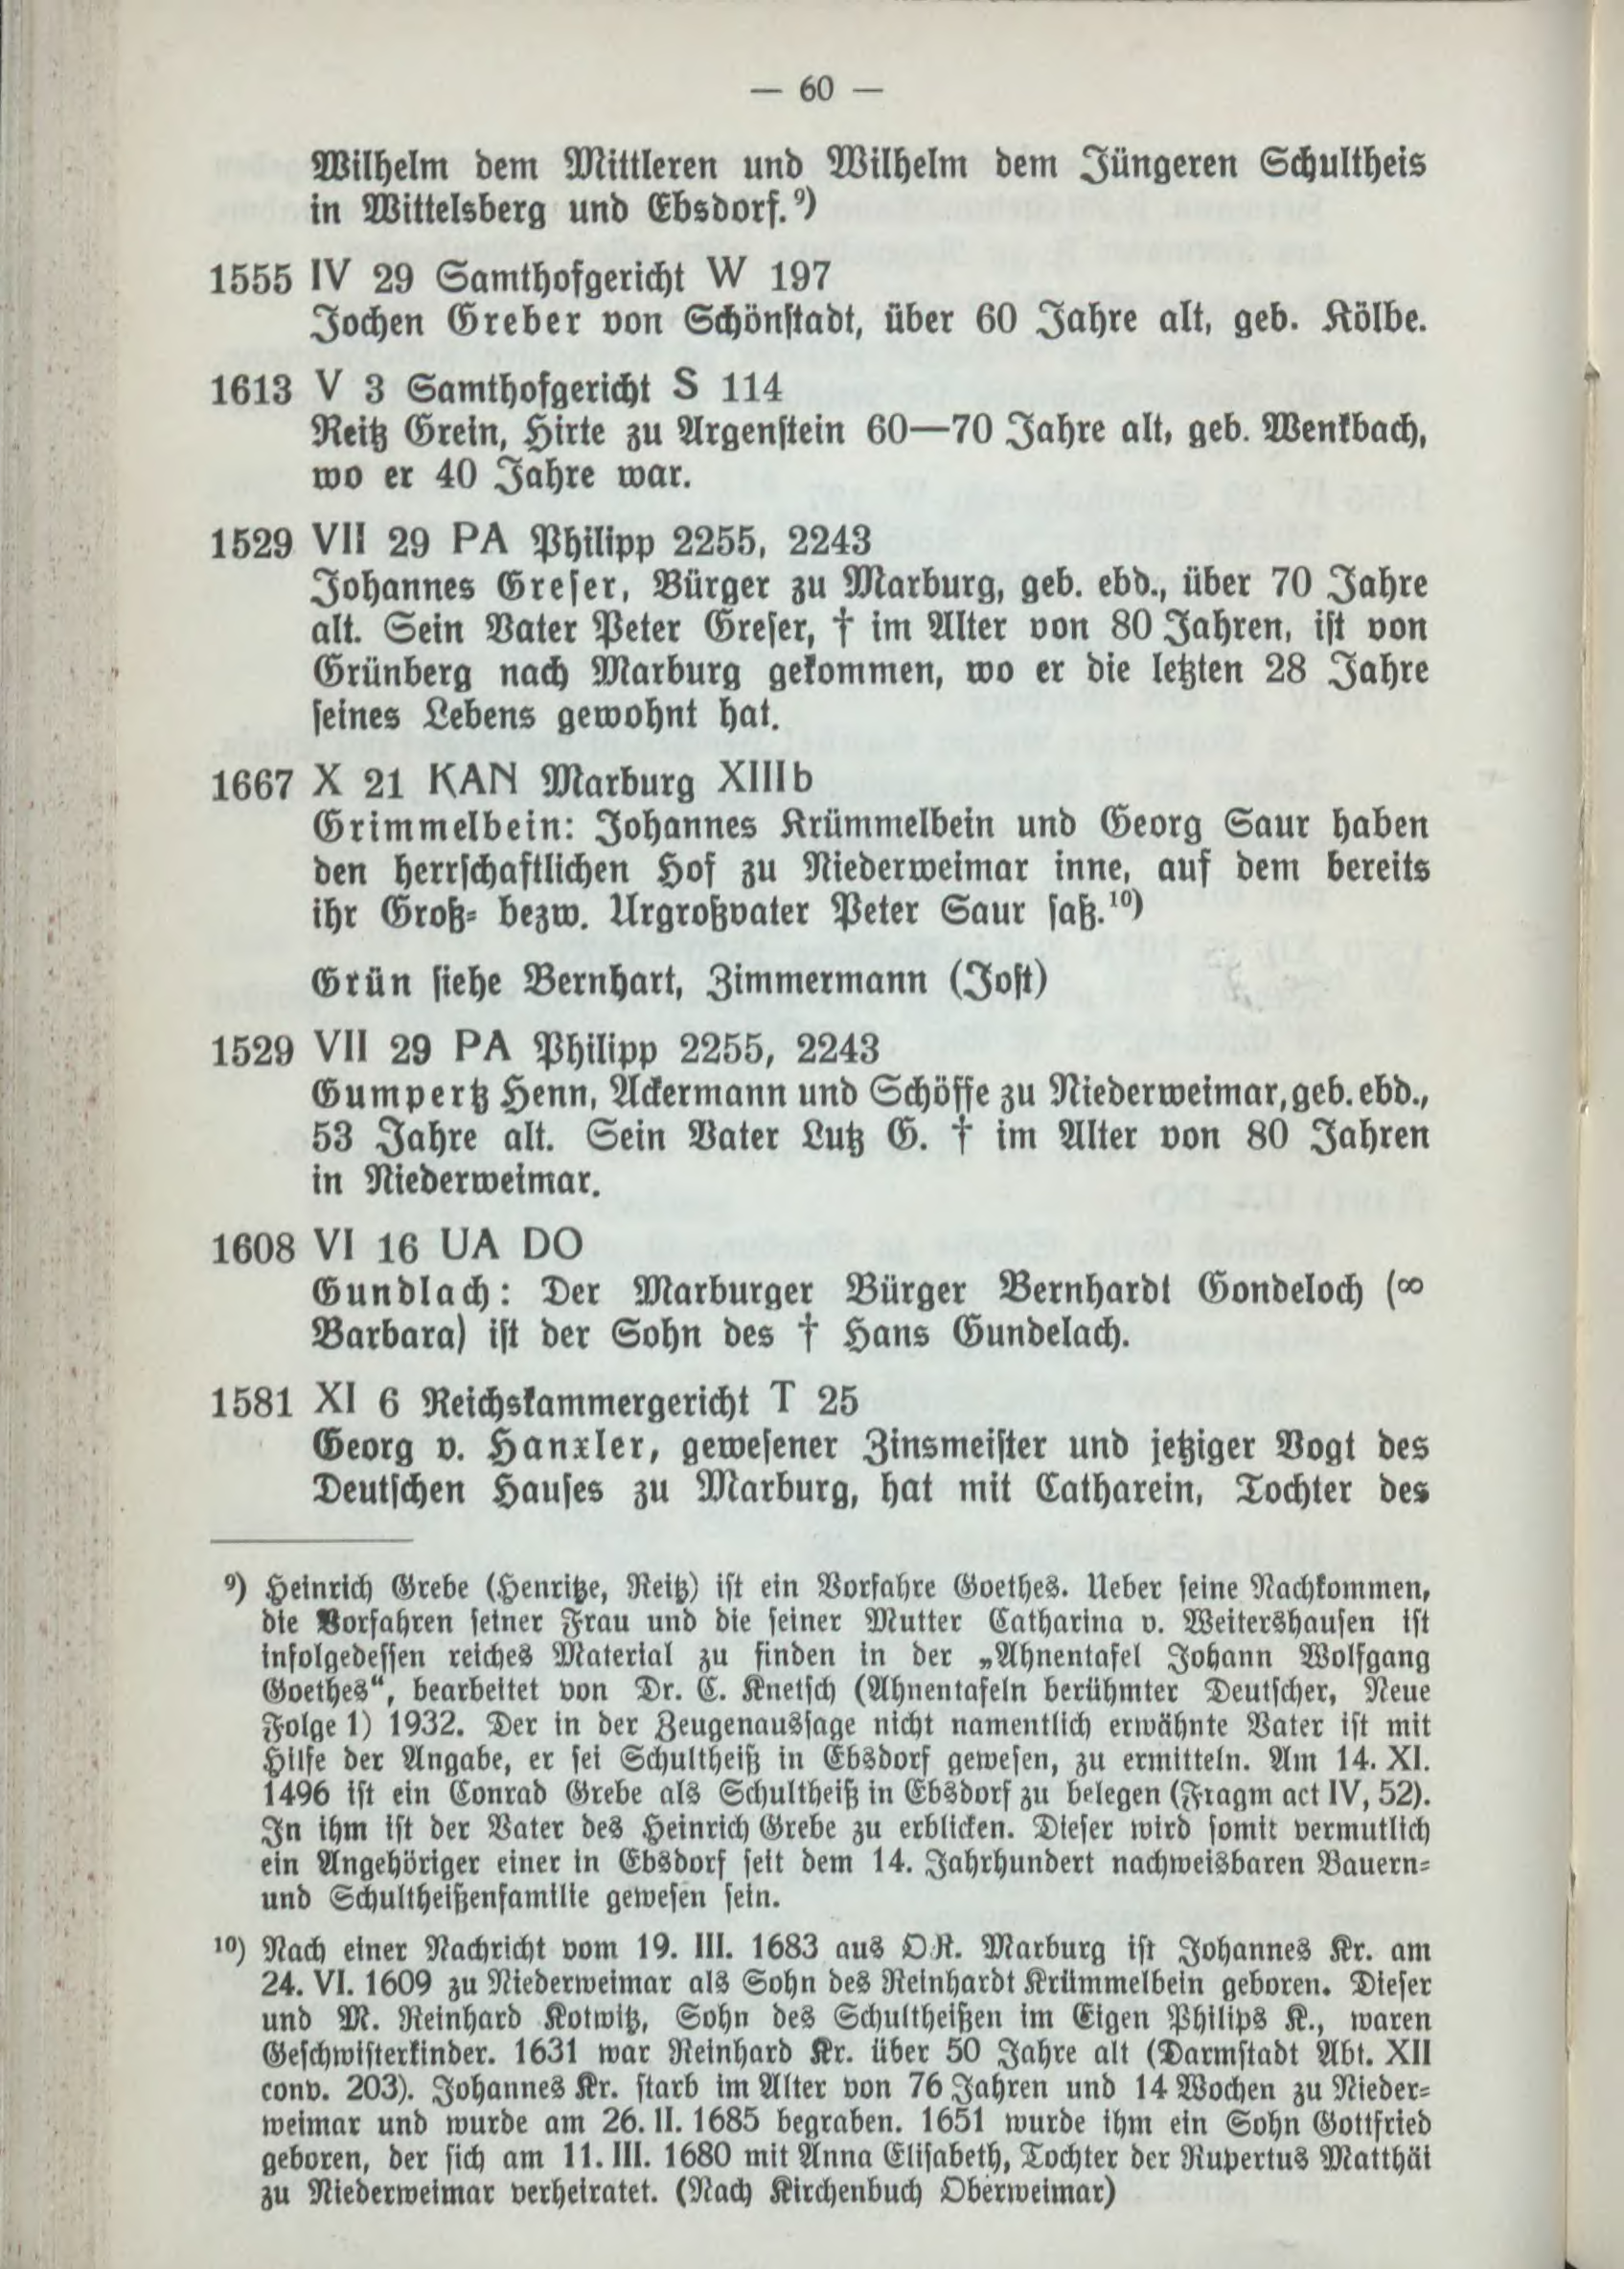 — 60 —
Wilhelm dem Mittleren und Wilhelm dem Jüngeren Schultheis
in Wittelsberg und Ebsdorf.⁹)
1555 IV 29 Samthofgericht W 197
Jochen Greber von Schönstadt, über 60 Jahre alt, geb. Kölbe.
1613 V 3 Samthofgericht S 114
Reitz Grein, Hirte zu Argenstein 60—70 Jahre alt, geb. Wenkbach,
wo er 40 Jahre war.
1529 VII 29 PA Philipp 2255, 2243
Johannes Greser, Bürger zu Marburg, geb. ebd., über 70 Jahre
alt. Sein Vater Peter Greser, † im Alter von 80 Jahren, ist von
Grünberg nach Marburg gekommen, wo er die letzten 28 Jahre
seines Lebens gewohnt hat.
1667 X 21 KAN Marburg XIIIb
Grimmelbein: Johannes Krümmelbein und Georg Saur haben
den herrschaftlichen Hof zu Niederweimar inne, auf dem bereits
ihr Groß- bezw. Urgroßvater Peter Saur saß.¹⁰)
Grün siehe Bernhart, Zimmermann (Jost)
1529 VII 29 PA Philipp 2255, 2243
Gumpertz Henn, Ackermann und Schöffe zu Niederweimar, geb. ebd.,
53 Jahre alt. Sein Vater Lutz G. † im Alter von 80 Jahren
in Niederweimar.
1608 VI 16 UA DO
Gundlach: Der Marburger Bürger Bernhardt Gondeloch (∞
Barbara) ist der Sohn des † Hans Gundelach.
1581 XI 6 Reichskammergericht T 25
Georg v. Hanxler, gewesener Zinsmeister und jetziger Vogt des
Deutschen Hauses zu Marburg, hat mit Catharein, Tochter des
⁹) Heinrich Grebe (Henritze, Reitz) ist ein Vorfahre Goethes. Ueber seine Nachkommen,
die Vorfahren seiner Frau und die seiner Mutter Catharina v. Weitershausen ist
infolgedessen reiches Material zu finden in der „Ahnentafel Johann Wolfgang
Goethes“, bearbeitet von Dr. C. Knetsch (Ahnentafeln berühmter Deutscher, Neue
Folge 1) 1932. Der in der Zeugenaussage nicht namentlich erwähnte Vater ist mit
Hilfe der Angabe, er sei Schultheiß in Ebsdorf gewesen, zu ermitteln. Am 14. XI.
1496 ist ein Conrad Grebe als Schultheiß in Ebsdorf zu belegen (Fragm act IV, 52).
In ihm ist der Vater des Heinrich Grebe zu erblicken. Dieser wird somit vermutlich
ein Angehöriger einer in Ebsdorf seit dem 14. Jahrhundert nachweisbaren Bauern-
und Schultheißenfamilie gewesen sein.
¹⁰) Nach einer Nachricht vom 19. III. 1683 aus O.R. Marburg ist Johannes Kr. am
24. VI. 1609 zu Niederweimar als Sohn des Reinhardt Krümmelbein geboren. Dieser
und M. Reinhard Kotwitz, Sohn des Schultheißen im Eigen Philips K., waren
Geschwisterkinder. 1631 war Reinhard Kr. über 50 Jahre alt (Darmstadt Abt. XII
conv. 203). Johannes Kr. starb im Alter von 76 Jahren und 14 Wochen zu Nieder-
weimar und wurde am 26. II. 1685 begraben. 1651 wurde ihm ein Sohn Gottfried
geboren, der sich am 11. III. 1680 mit Anna Elisabeth, Tochter der Rupertus Matthäi
zu Niederweimar verheiratet. (Nach Kirchenbuch Oberweimar)